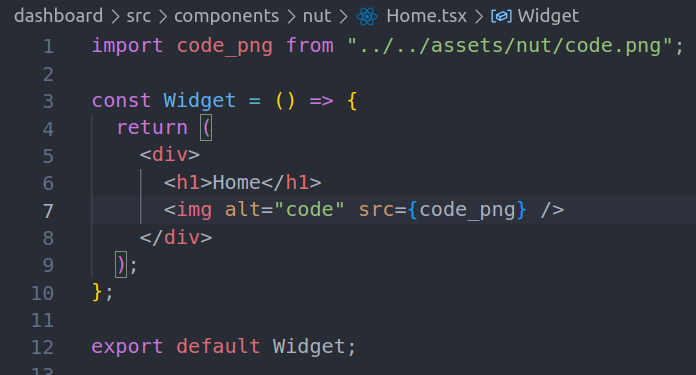 dashboard > src > components > nut > Home.tsx > Widget
1 import code_png from "../../assets/nut/code.png";
2
3 const Widget = () => {
4   return (
5     <div>
6       <h1>Home</h1>
7       <img alt="code" src={code_png} />
8     </div>
9   );
10 };
11
12 export default Widget;
13